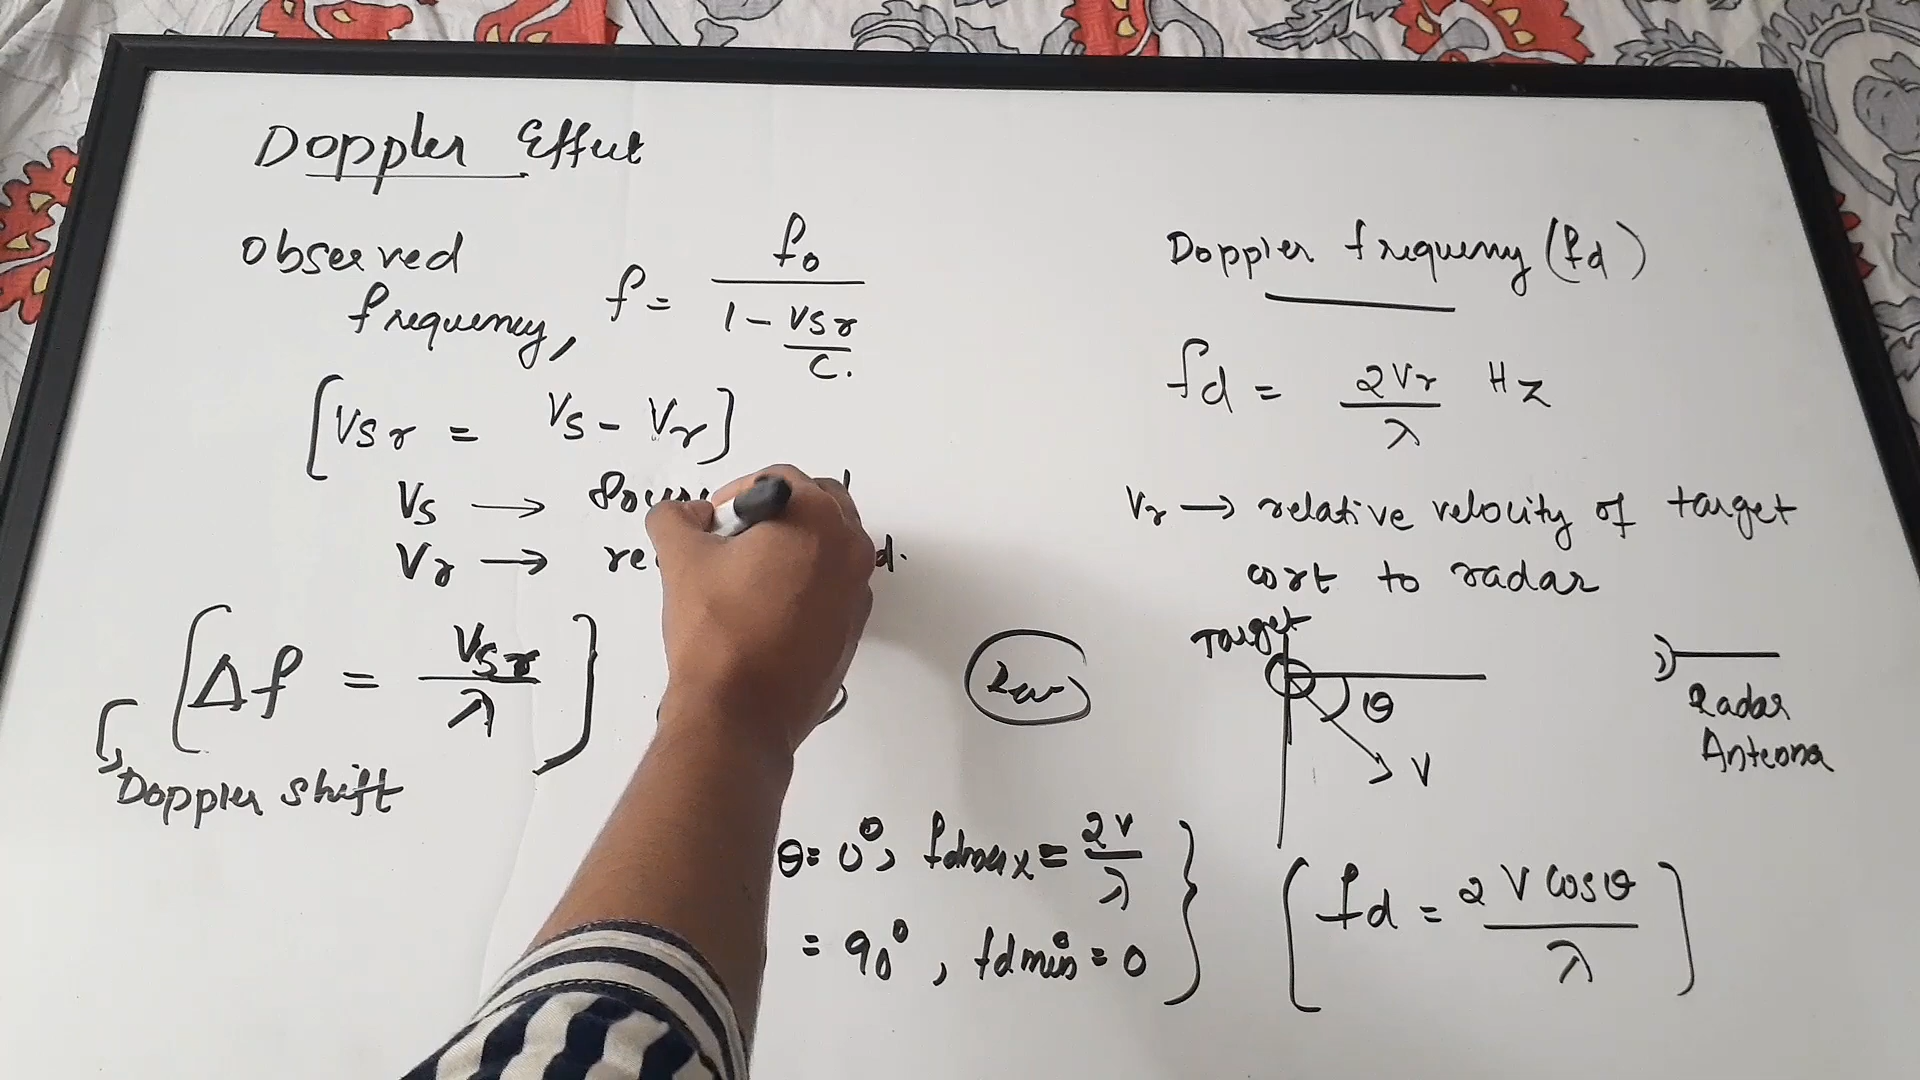 Doppler Effect
Observed
frequency, f = f₀ / (1 - Vsr/C.)
[Vsr = Vs - Vr]
Vs →
Vr →
[Δf = Vsr/λ]
Doppler shift
Doppler frequency (fd)
fd = 2Vr/λ Hz
Vr → relative velocity of target
wrt to radar
Target
θ
V
Radar
Antenna
θ = 0°, fdmax = 2V/λ
= 90°, fdmin = 0
[fd = 2Vcosθ/λ]